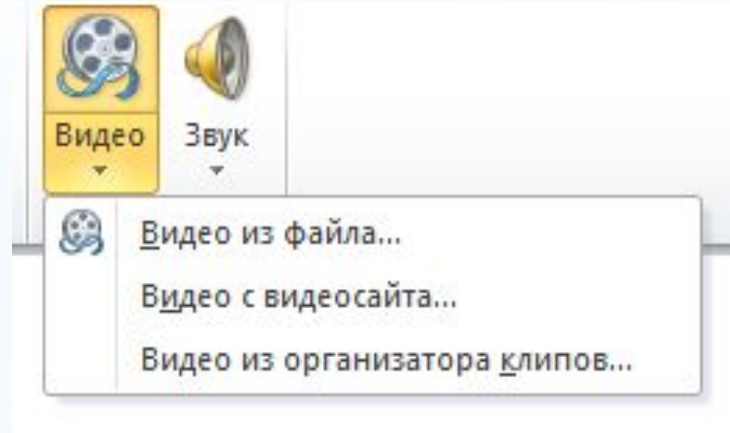 Видео Звук
Видео из файла...
Видео с видеосайта...
Видео из организатора клипов...